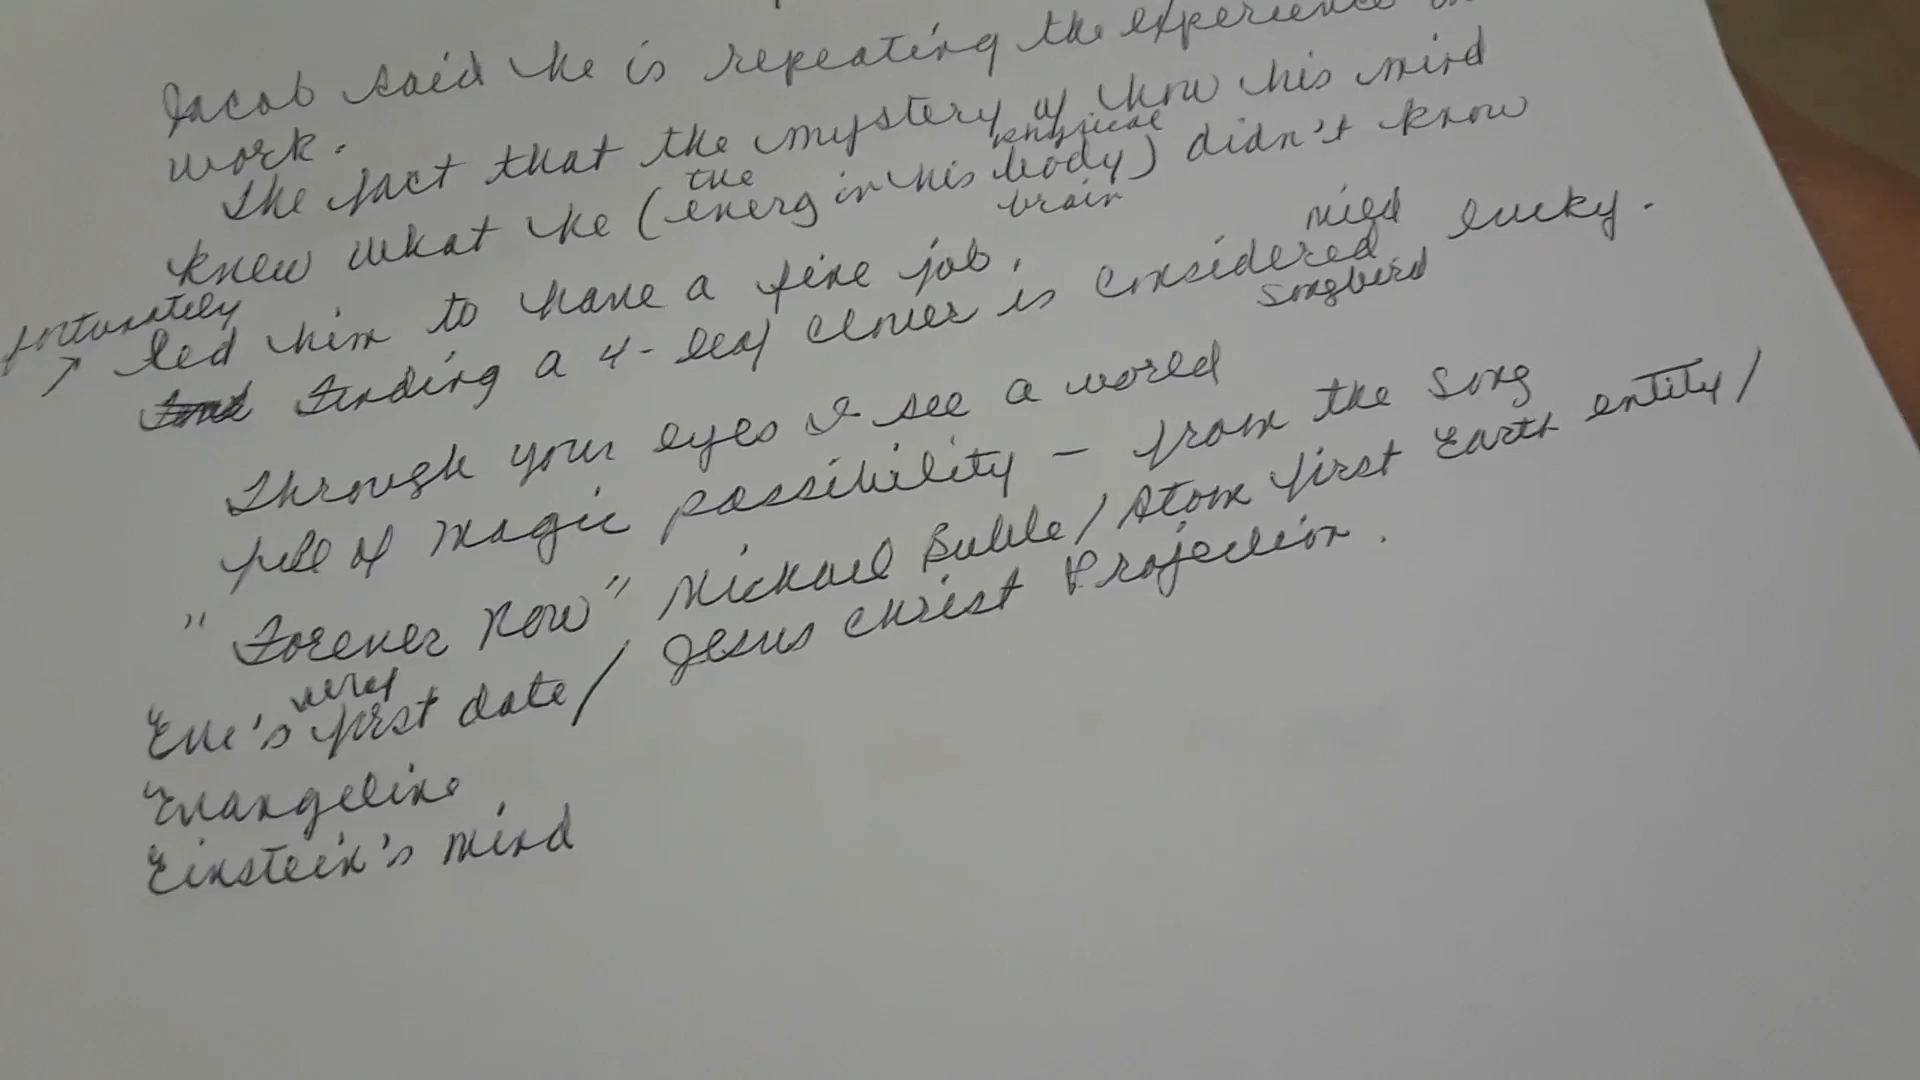 Jacob said he is repeating the experience
work.
The fact that the mystery of how his mind
physical
knew what he (the energ in his body) didn't know
brain
fortunately
→ led him to have a fine job.
mild
Finding a 4-leaf clover is considered lucky.
songbird
Through your eyes I see a world
full of magic possibility - from the song
"Forever Now" Michael Buble/Atom first Earth entity/
very
Eve's first date/ Jesus Christ Projection.
Evangeline
Einstein's mind